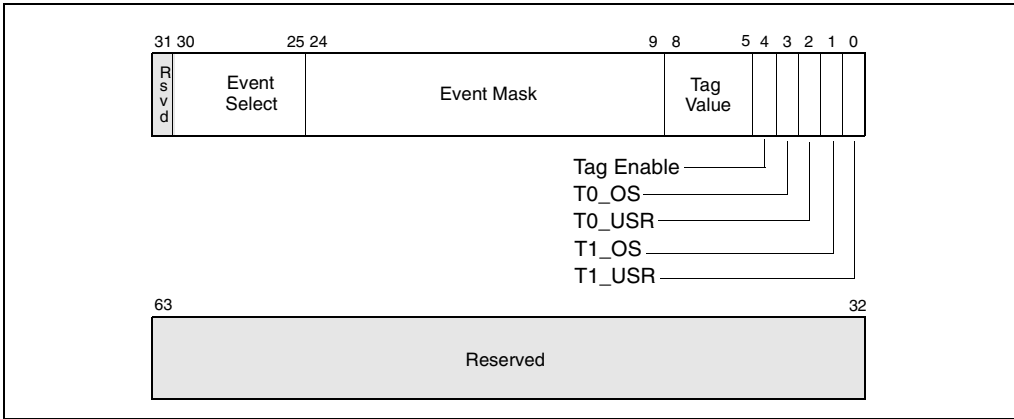 31 30 25 24 9 8 5 4 3 2 1 0
R
s
v
d
Event
Select
Event Mask
Tag
Value
Tag Enable
T0_OS
T0_USR
T1_OS
T1_USR
63 32
Reserved